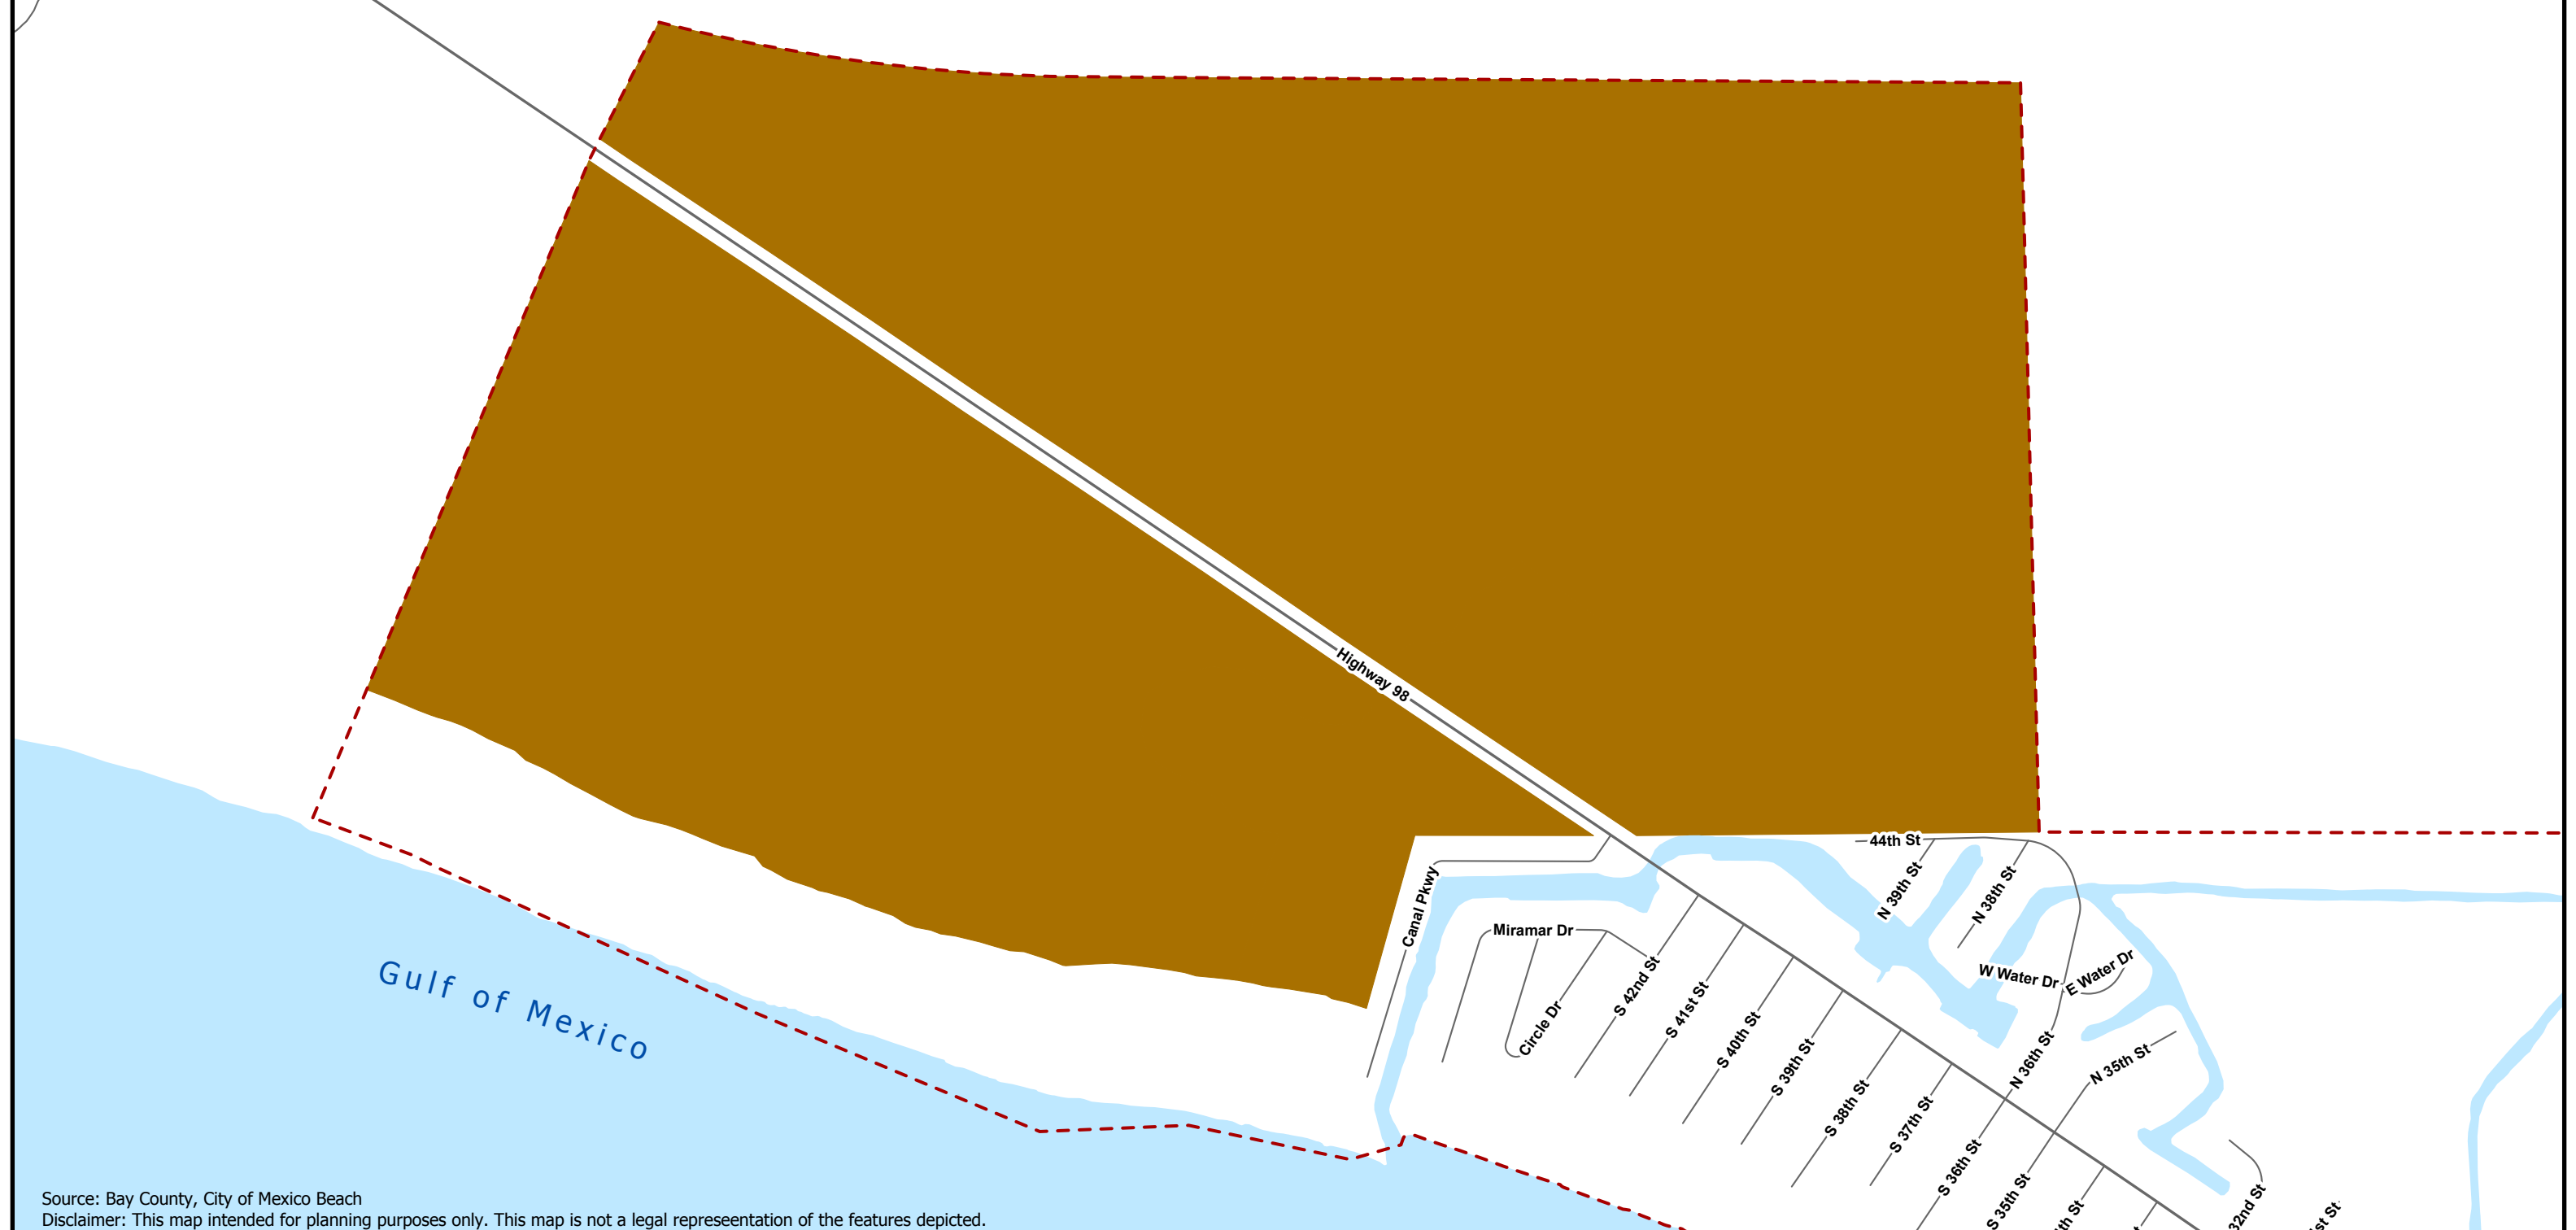 Highway 98
44th St
N 39th St
N 38th St
Canal Pkwy
Miramar Dr
W Water Dr
E Water Dr
Circle Dr
S 42nd St
S 41st St
S 40th St
S 39th St
S 38th St
S 37th St
S 36th St
S 35th St
N 36th St
N 35th St
32nd St
Gulf of Mexico
Source: Bay County, City of Mexico Beach
Disclaimer: This map intended for planning purposes only. This map is not a legal represeentation of the features depicted.